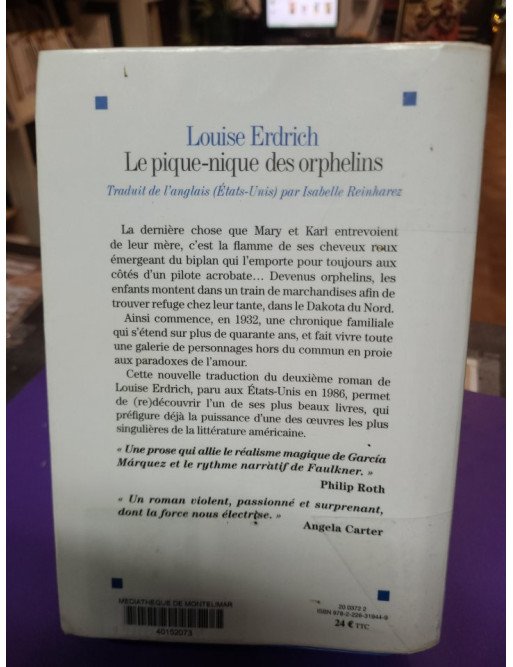 Louise Erdrich
Le pique-nique des orphelins
Traduit de l'anglais (États-Unis) par Isabelle Reinharez
La dernière chose que Mary et Karl entrevoient
de leur mère, c'est la flamme de ses cheveux roux
émergeant du biplan qui l'emporte pour toujours aux
côtés d'un pilote acrobate… Devenus orphelins, les
enfants montent dans un train de marchandises afin de
trouver refuge chez leur tante, dans le Dakota du Nord.
Ainsi commence, en 1932, une chronique familiale
qui s'étend sur plus de quarante ans, et fait vivre toute
une galerie de personnages hors du commun en proie
aux paradoxes de l'amour.
Cette nouvelle traduction du deuxième roman de
Louise Erdrich, paru aux États-Unis en 1986, permet
de (re)découvrir l'un de ses plus beaux livres, qui
préfigure déjà la puissance d'une des œuvres les plus
singulières de la littérature américaine.
« Une prose qui allie le réalisme magique de García
Márquez et le rythme narratif de Faulkner. »
Philip Roth
« Un roman violent, passionné et surprenant,
dont la force nous électrise. »
Angela Carter
MEDIATHEQUE DE MONTELIMAR
40102073
20 0372 2
ISBN 978-2-226-31944-9
24 € TTC